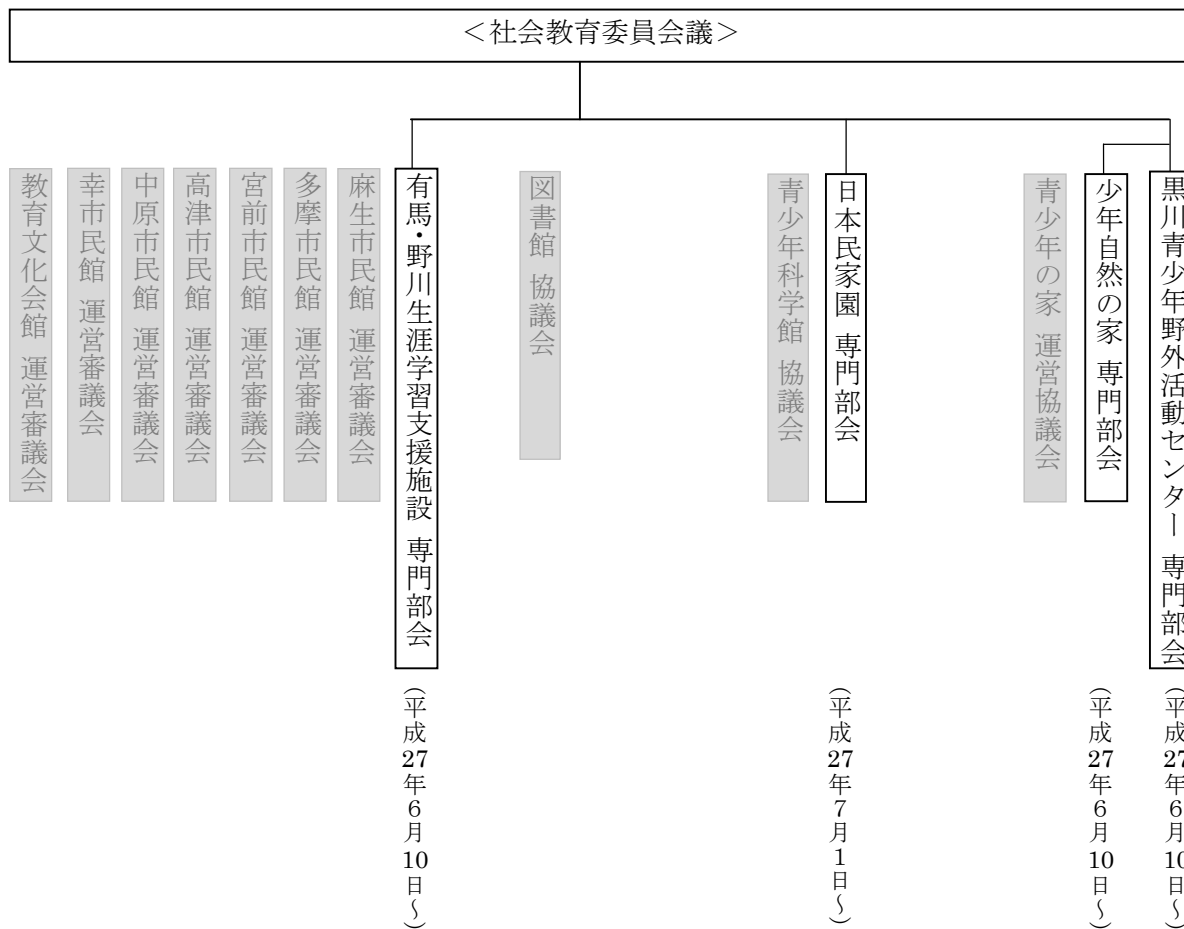 ＜社会教育委員会議＞
教育文化会館 運営審議会
幸市民館 運営審議会
中原市民館 運営審議会
高津市民館 運営審議会
宮前市民館 運営審議会
多摩市民館 運営審議会
麻生市民館 運営審議会
有馬・野川生涯学習支援施設 専門部会
（平成27年６月10日～）
図書館 協議会
青少年科学館 協議会
日本民家園 専門部会
（平成27年７月１日～）
青少年の家 運営協議会
少年自然の家 専門部会
（平成27年６月10日～）
黒川青少年野外活動センター 専門部会
（平成27年６月10日～）